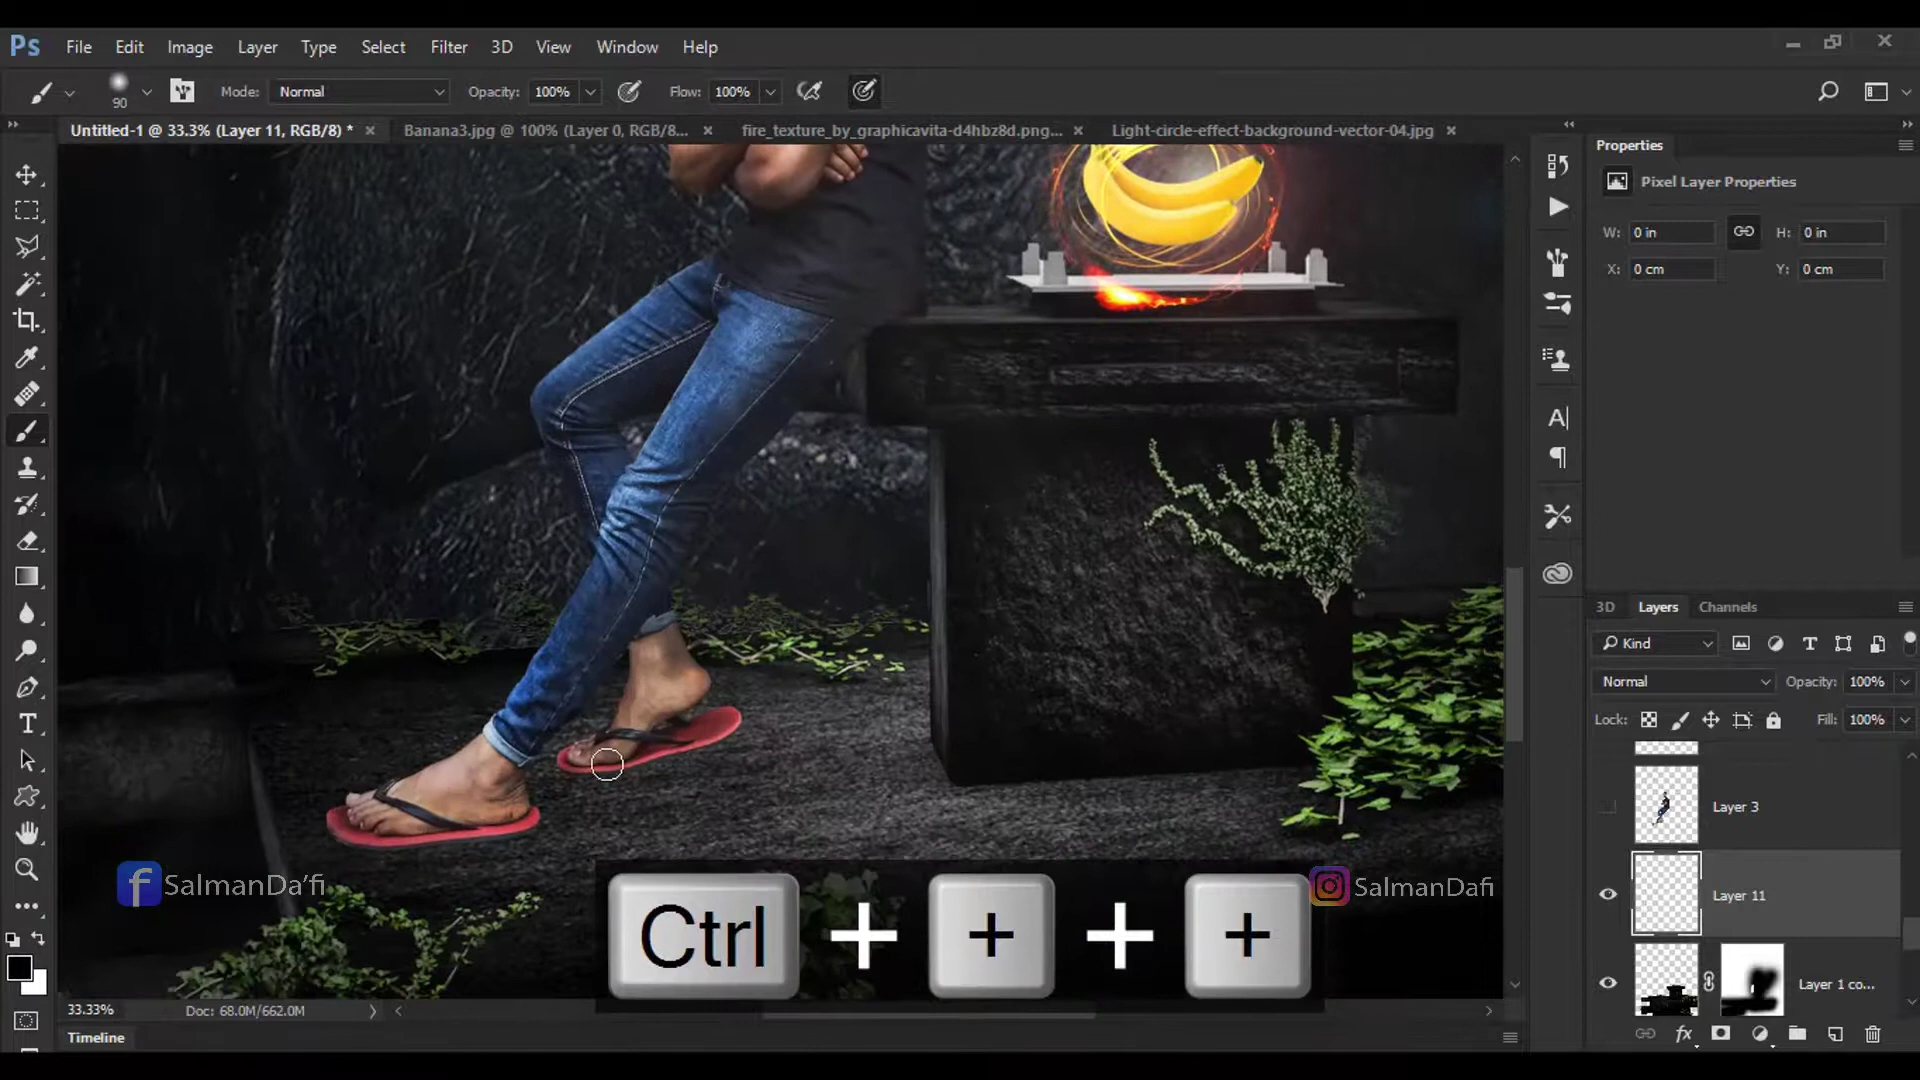 Ps File Edit Image Layer Type Select Filter 3D View Window Help
90 Mode: Normal Opacity: 100% Flow: 100%
Untitled-1 @ 33.3% (Layer 11, RGB/8) * Banana3.jpg @ 100% (Layer 0, RGB/8... fire_texture_by_graphicavita-d4hbz8d.png... Light-circle-effect-background-vector-04.jpg
Properties
Pixel Layer Properties
W: 0 in H: 0 in
X: 0 cm Y: 0 cm
3D Layers Channels
Kind
Normal Opacity: 100%
Lock: Fill: 100%
Layer 3
Layer 11
Layer 1 co...
f SalmanDa'fi
SalmanDafi
Ctrl + + + +
33.33% Doc: 68.0M/662.0M
Timeline